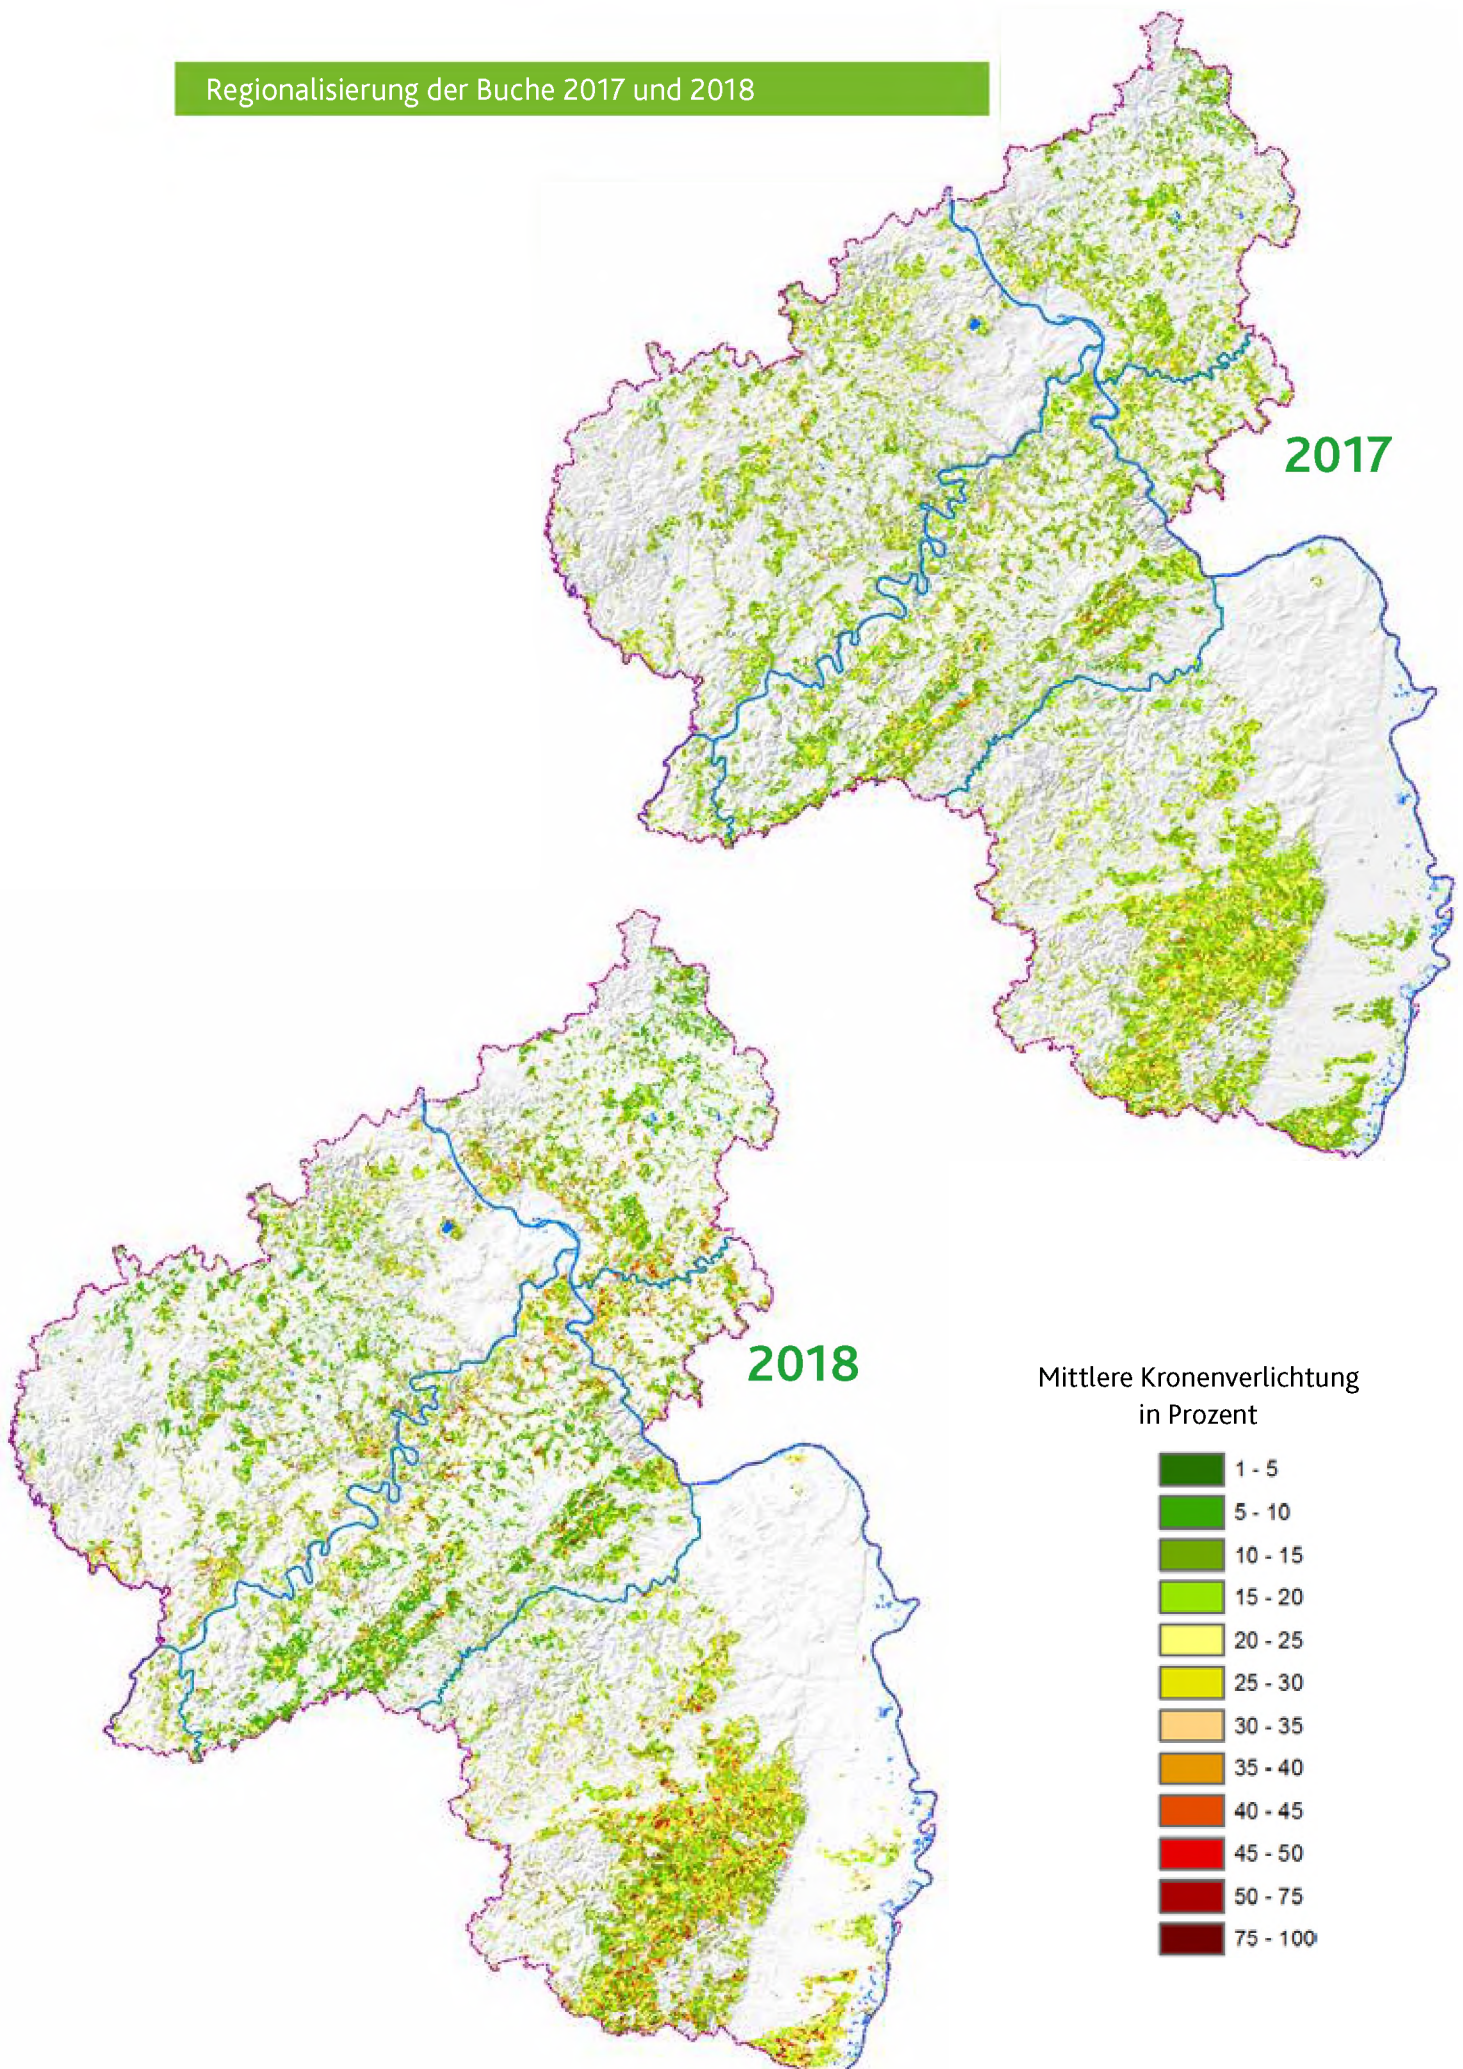 Regionalisierung der Buche 2017 und 2018
2017
2018
Mittlere Kronenverlichtung
in Prozent
1 - 5
5 - 10
10 - 15
15 - 20
20 - 25
25 - 30
30 - 35
35 - 40
40 - 45
45 - 50
50 - 75
75 - 100